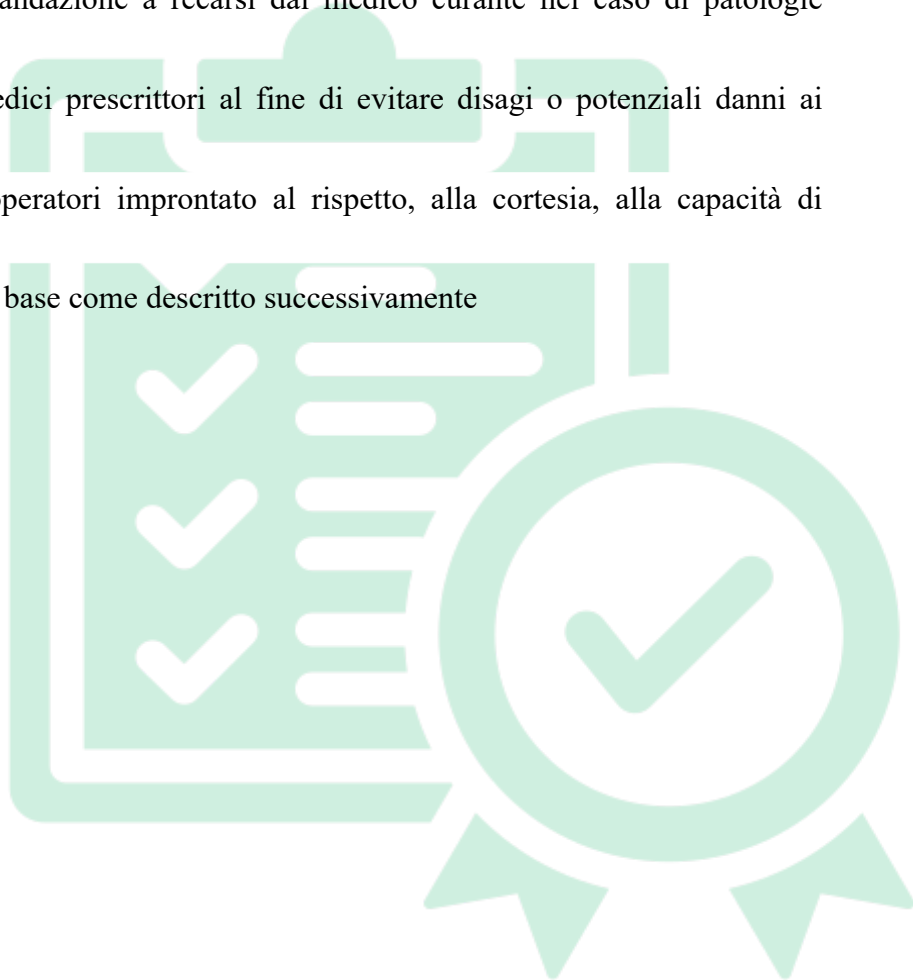 andazione a recarsi dal medico curante nel caso di patologie
edici prescrittori al fine di evitare disagi o potenziali danni ai
peratori improntato al rispetto, alla cortesia, alla capacità di
base come descritto successivamente